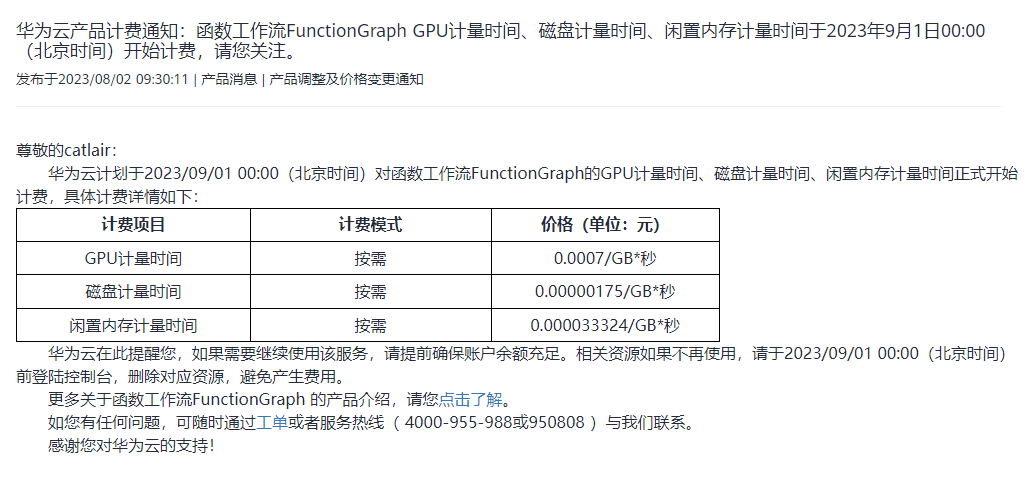 华为云产品计费通知：函数工作流FunctionGraph GPU计量时间、磁盘计量时间、闲置内存计量时间于2023年9月1日00:00
（北京时间）开始计费，请您关注。
发布于2023/08/02 09:30:11 | 产品消息 | 产品调整及价格变更通知
尊敬的catlair：
华为云计划于2023/09/01 00:00（北京时间）对函数工作流FunctionGraph的GPU计量时间、磁盘计量时间、闲置内存计量时间正式开始
计费，具体计费详情如下：
计费项目 计费模式 价格（单位：元）
GPU计量时间 按需 0.0007/GB*秒
磁盘计量时间 按需 0.00000175/GB*秒
闲置内存计量时间 按需 0.000033324/GB*秒
华为云在此提醒您，如果需要继续使用该服务，请提前确保账户余额充足。相关资源如果不再使用，请于2023/09/01 00:00（北京时间）
前登陆控制台，删除对应资源，避免产生费用。
更多关于函数工作流FunctionGraph 的产品介绍，请您点击了解。
如您有任何问题，可随时通过工单或者服务热线（ 4000-955-988或950808 ）与我们联系。
感谢您对华为云的支持！